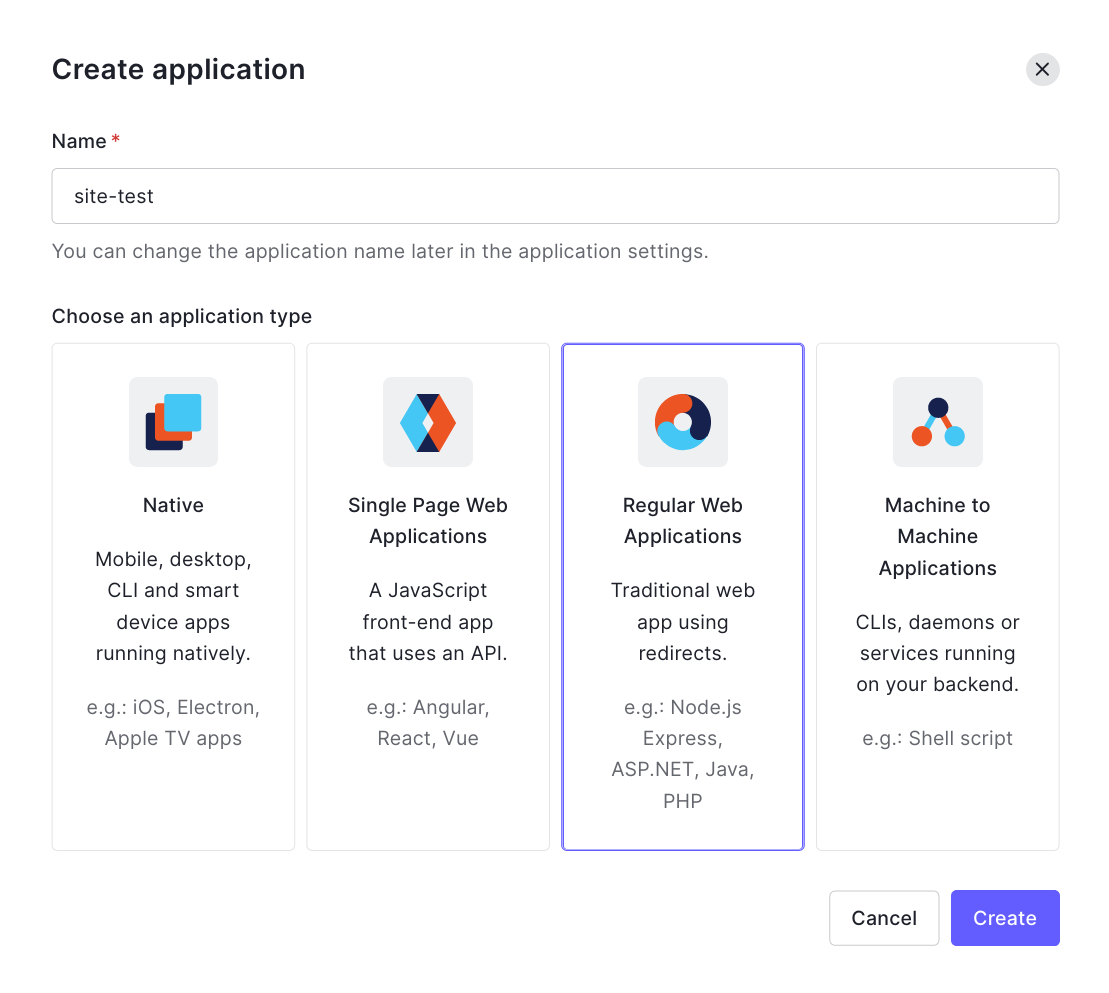 Create application
Name *
site-test
You can change the application name later in the application settings.
Choose an application type
Native
Mobile, desktop,
CLI and smart
device apps
running natively.
e.g.: iOS, Electron,
Apple TV apps
Single Page Web
Applications
A JavaScript
front-end app
that uses an API.
e.g.: Angular,
React, Vue
Regular Web
Applications
Traditional web
app using
redirects.
e.g.: Node.js
Express,
ASP.NET, Java,
PHP
Machine to
Machine
Applications
CLIs, daemons or
services running
on your backend.
e.g.: Shell script
Cancel
Create